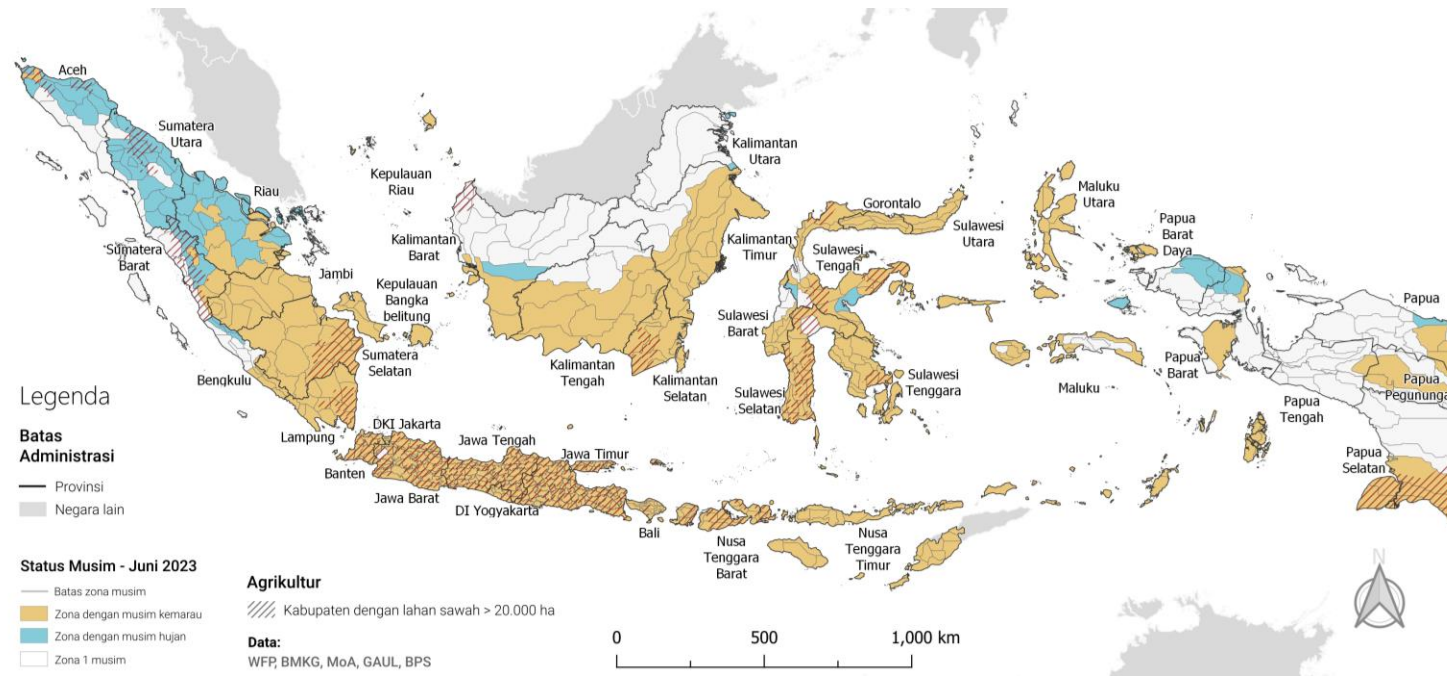 Aceh
Sumatera
Utara
Riau
Kepulauan
Riau
Sumatera
Barat
Jambi
Kepulauan
Bangka
belitung
Sumatera
Selatan
Bengkulu
Lampung
Kalimantan
Barat
Kalimantan
Utara
Kalimantan
Timur
Kalimantan
Tengah
Kalimantan
Selatan
Gorontalo
Sulawesi
Utara
Sulawesi
Tengah
Sulawesi
Barat
Sulawesi
Selatan
Sulawesi
Tenggara
Maluku
Utara
Maluku
Papua
Barat
Daya
Papua
Barat
Papua
Papua
Pegununga
Papua
Tengah
Papua
Selatan
DKI Jakarta
Banten
Jawa Barat
Jawa Tengah
DI Yogyakarta
Jawa Timur
Bali
Nusa
Tenggara
Barat
Nusa
Tenggara
Timur
Legenda
Batas
Administrasi
Provinsi
Negara lain
Status Musim - Juni 2023
Batas zona musim
Zona dengan musim kemarau
Zona dengan musim hujan
Zona 1 musim
Agrikultur
Kabupaten dengan lahan sawah > 20.000 ha
Data:
WFP, BMKG, MoA, GAUL, BPS
0 500 1,000 km
N